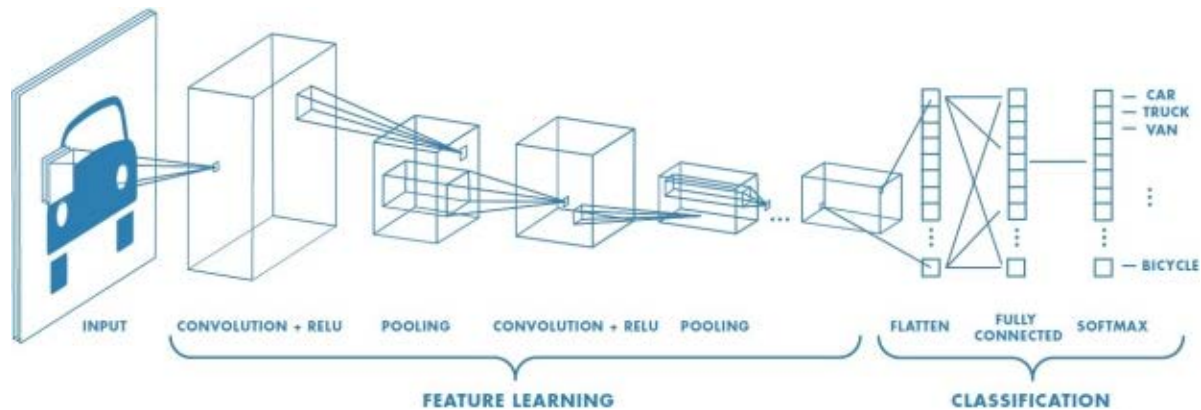 CAR
TRUCK
VAN
BICYCLE
INPUT
CONVOLUTION + RELU
POOLING
CONVOLUTION + RELU
POOLING
FLATTEN
FULLY
CONNECTED
SOFTMAX
FEATURE LEARNING
CLASSIFICATION